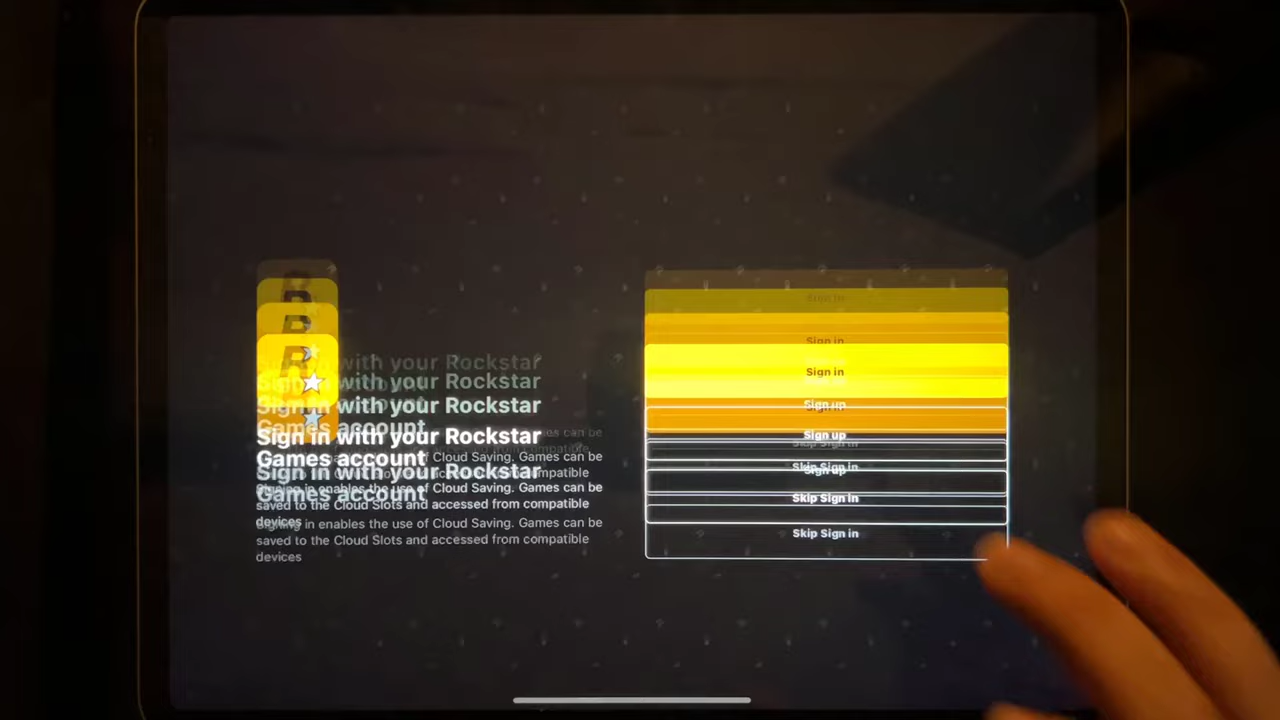 R
Sign in with your Rockstar
Games account
Signing in enables the use of Cloud Saving. Games can be
saved to the Cloud Slots and accessed from compatible
devices
Sign in
Sign up
Skip Sign in